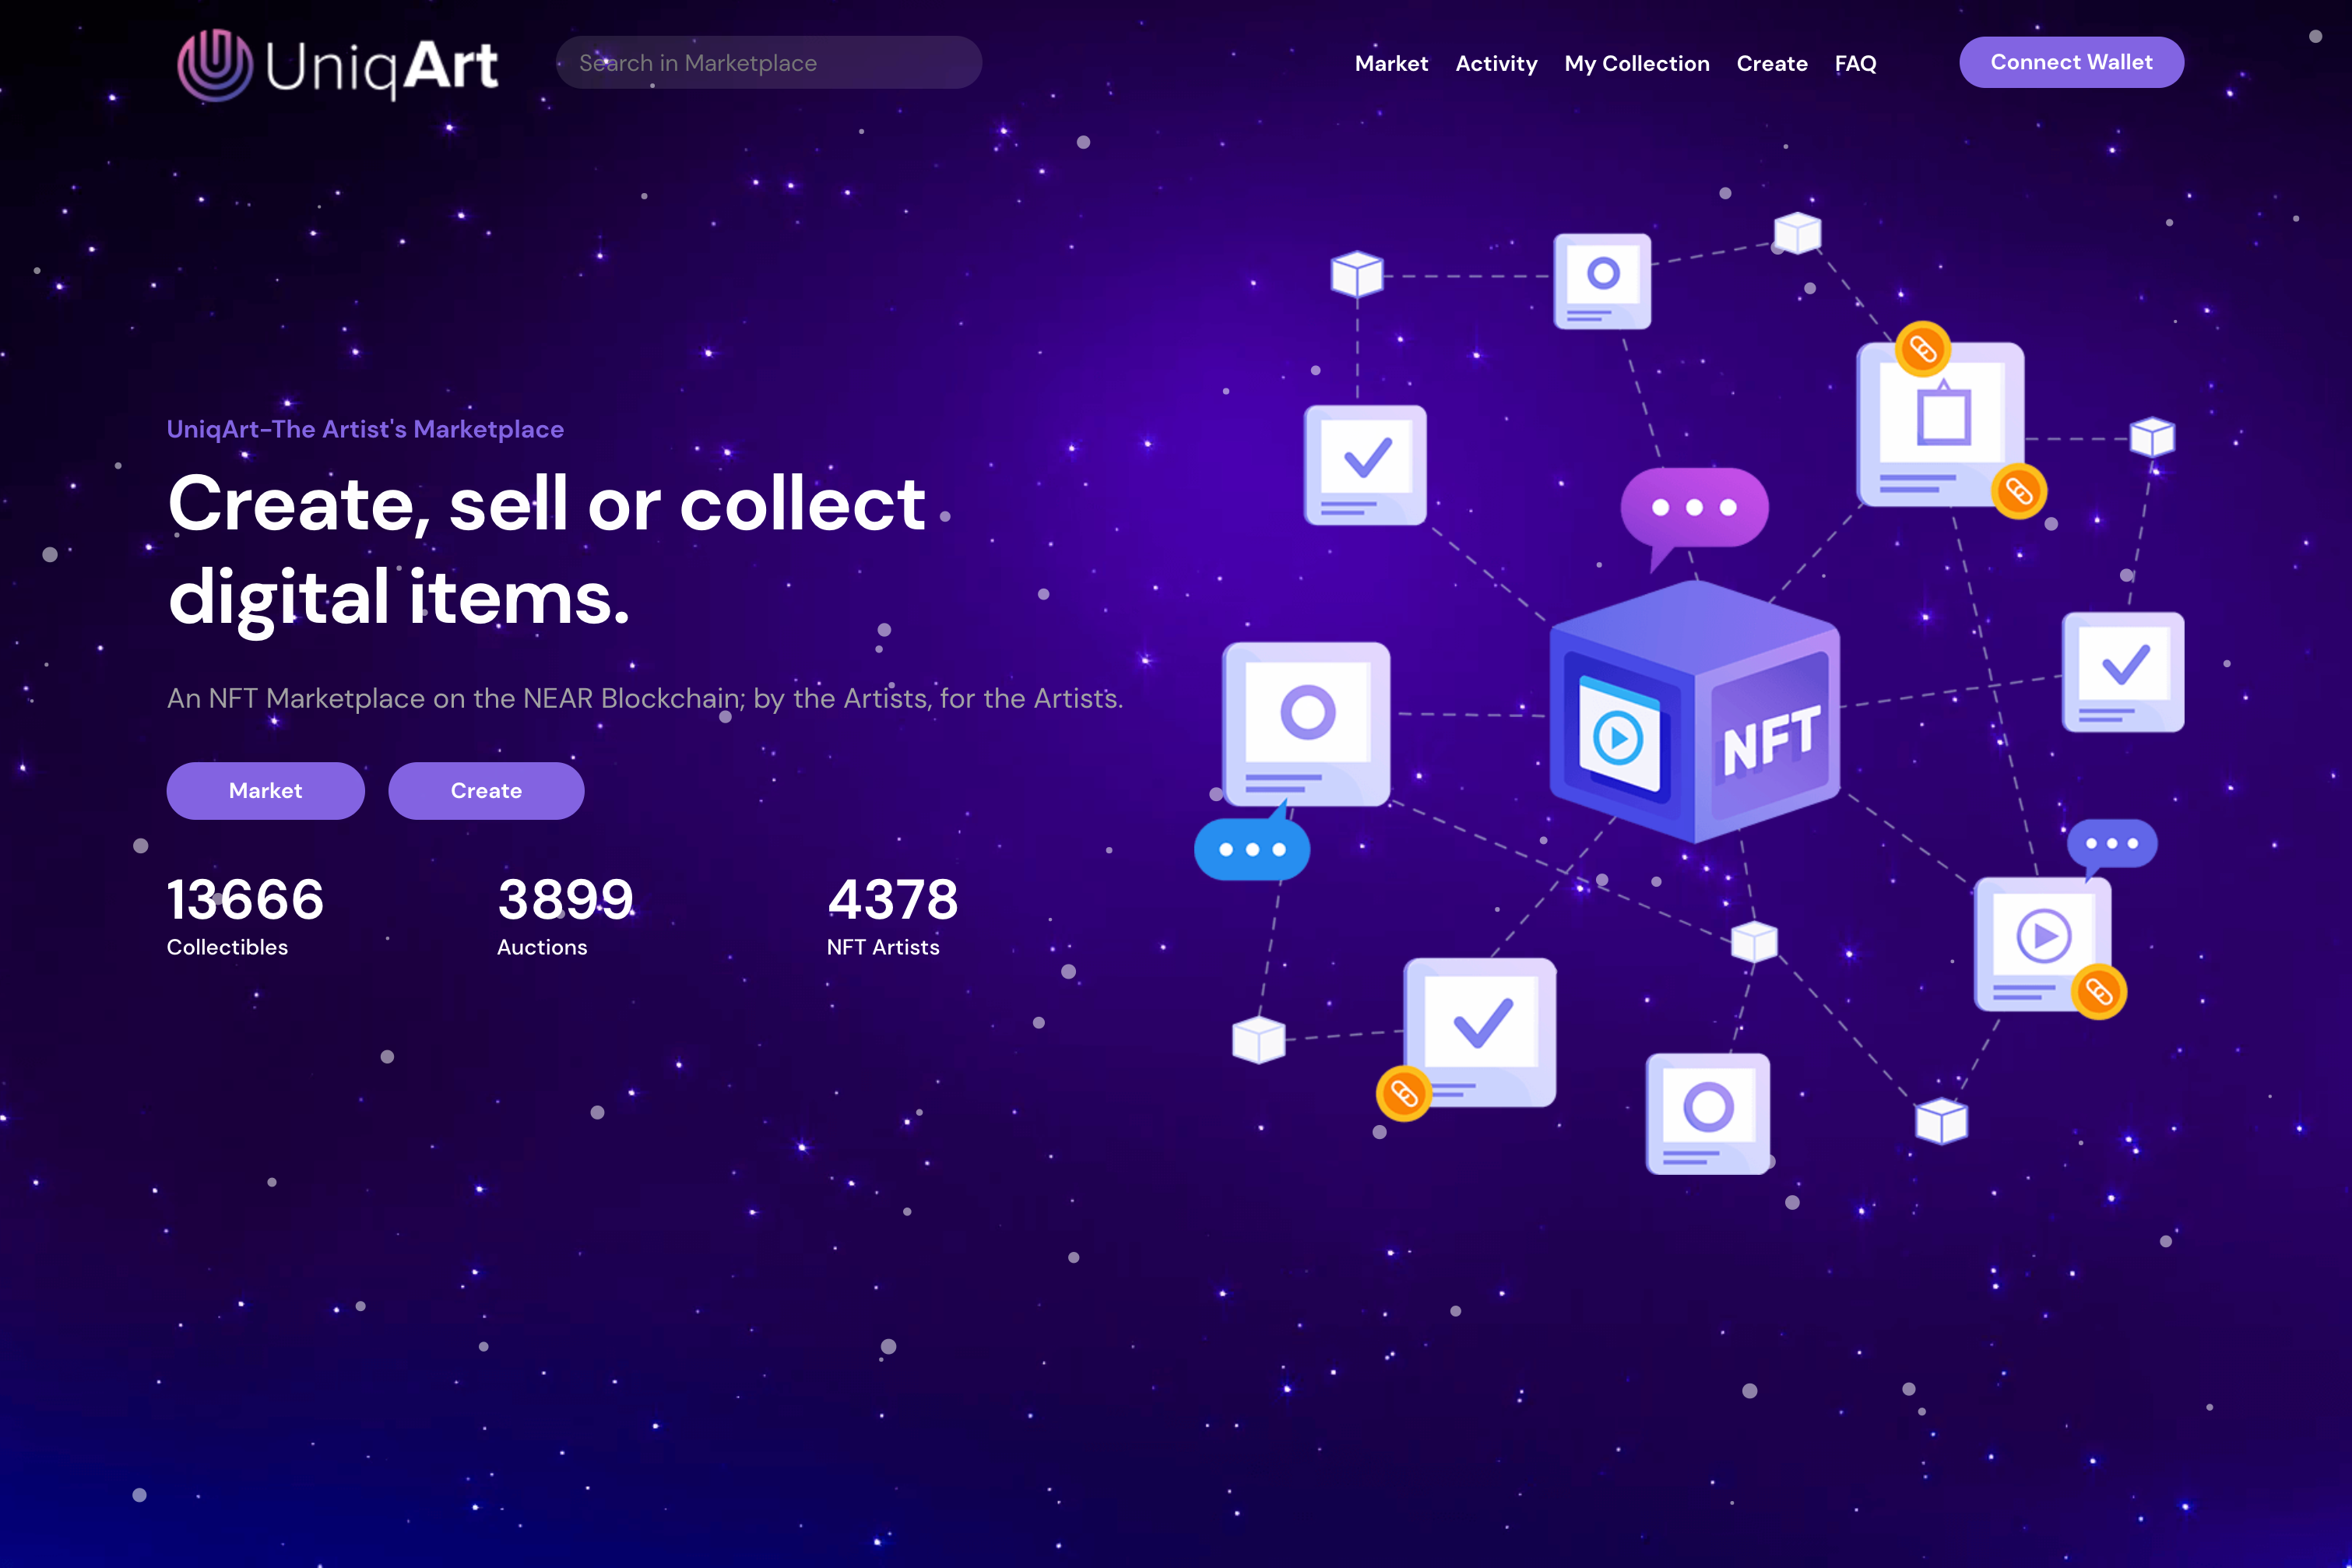 UniqArt
Search in Marketplace
Market Activity My Collection Create FAQ
Connect Wallet
UniqArt-The Artist's Marketplace
Create, sell or collect
digital items.
An NFT Marketplace on the NEAR Blockchain; by the Artists, for the Artists.
Market Create
13666 3899 4378
Collectibles Auctions NFT Artists
NFT